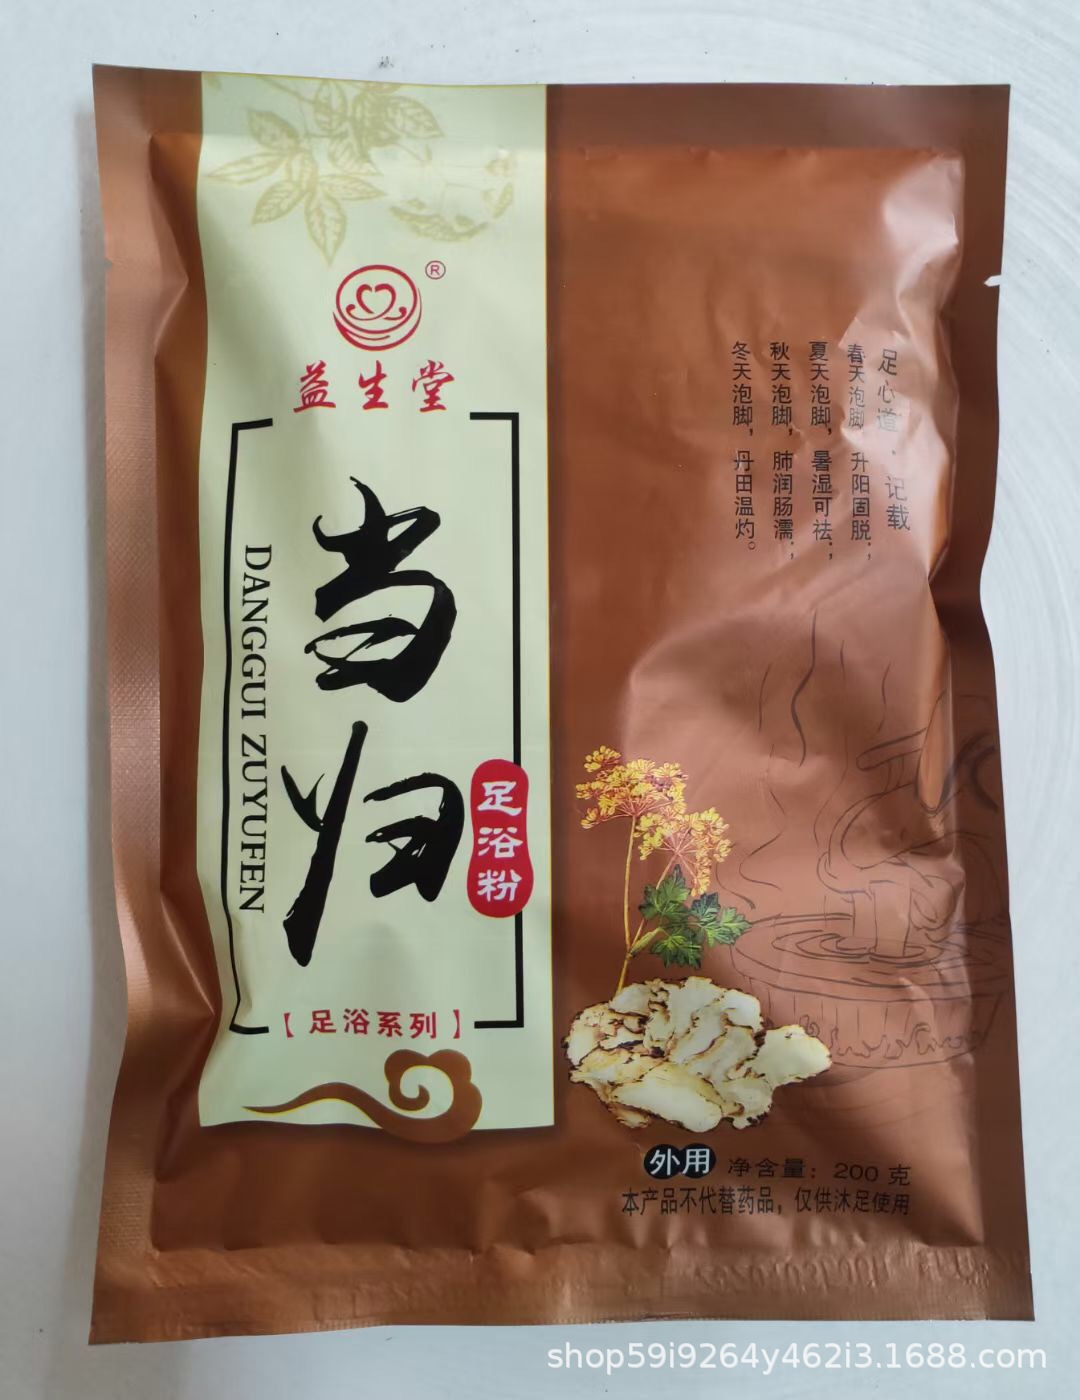 ®
益生堂
当归
DANGGUI ZUYUFEN
足浴粉
【足浴系列】
足心道·记载
春天泡脚，升阳固脱；
夏天泡脚，暑湿可祛；
秋天泡脚，肺润肠濡；
冬天泡脚，丹田温灼。
外用 净含量：200 克
本产品不代替药品，仅供沐足使用
shop59i9264y462i3.1688.com